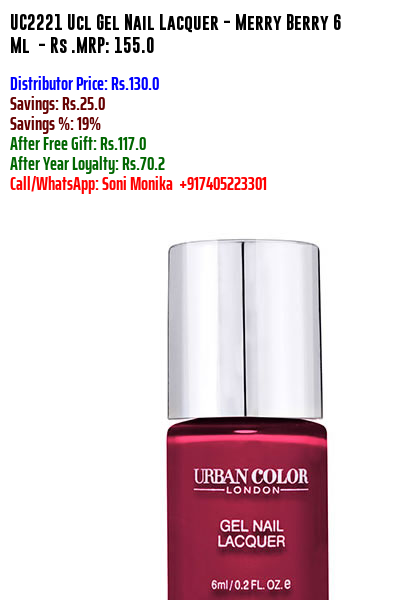 UC2221 Ucl Gel Nail Lacquer - Merry Berry 6
Ml - Rs .MRP: 155.0
Distributor Price: Rs.130.0
Savings: Rs.25.0
Savings %: 19%
After Free Gift: Rs.117.0
After Year Loyalty: Rs.70.2
Call/WhatsApp: Soni Monika +917405223301
URBAN COLOR
LONDON
GEL NAIL
LACQUER
6ml/0.2 FL. OZ.e